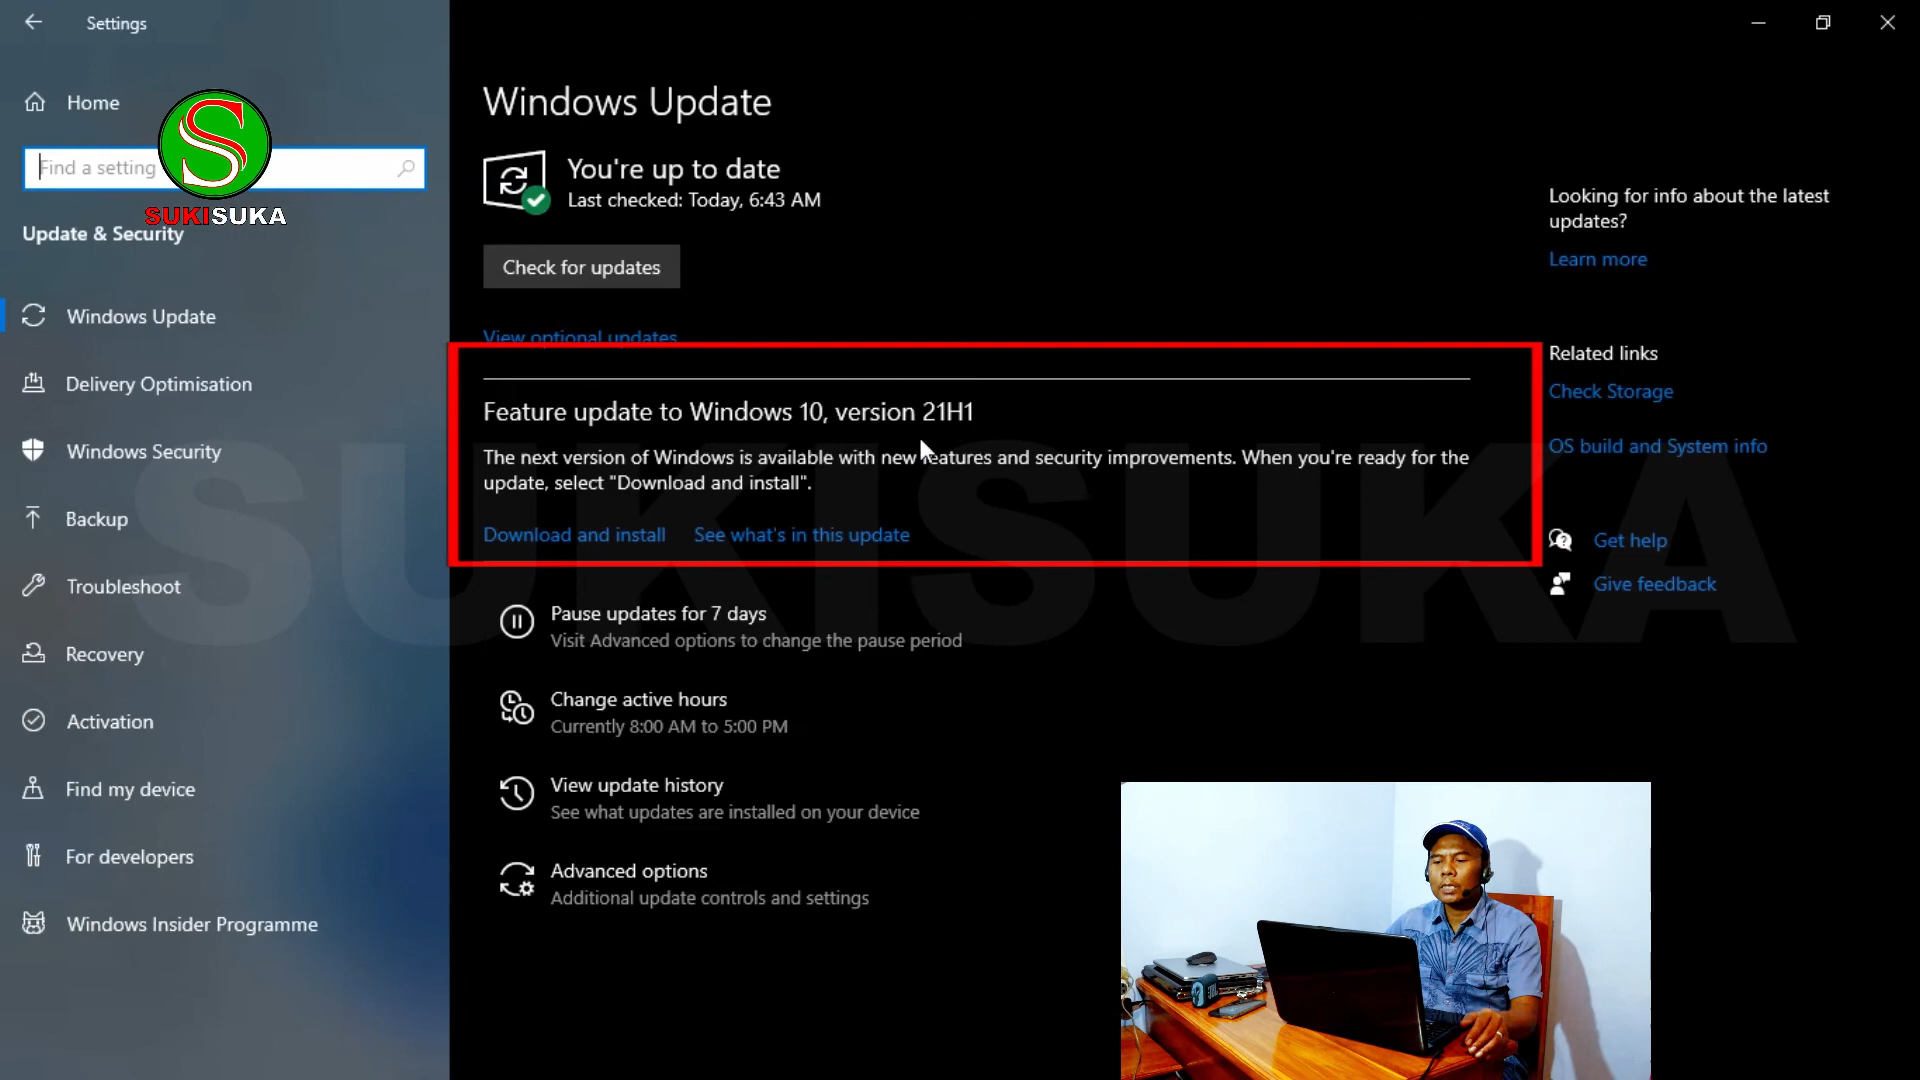 Settings
Home
Find a setting
SUKISUKA
Update & Security
Windows Update
Delivery Optimisation
Windows Security
Backup
Troubleshoot
Recovery
Activation
Find my device
For developers
Windows Insider Programme
Windows Update
You're up to date
Last checked: Today, 6:43 AM
Check for updates
View optional updates
Feature update to Windows 10, version 21H1
The next version of Windows is available with new features and security improvements. When you're ready for the
update, select "Download and install".
Download and install See what's in this update
Pause updates for 7 days
Visit Advanced options to change the pause period
Change active hours
Currently 8:00 AM to 5:00 PM
View update history
See what updates are installed on your device
Advanced options
Additional update controls and settings
Looking for info about the latest
updates?
Learn more
Related links
Check Storage
OS build and System info
Get help
Give feedback
SUKISUKA